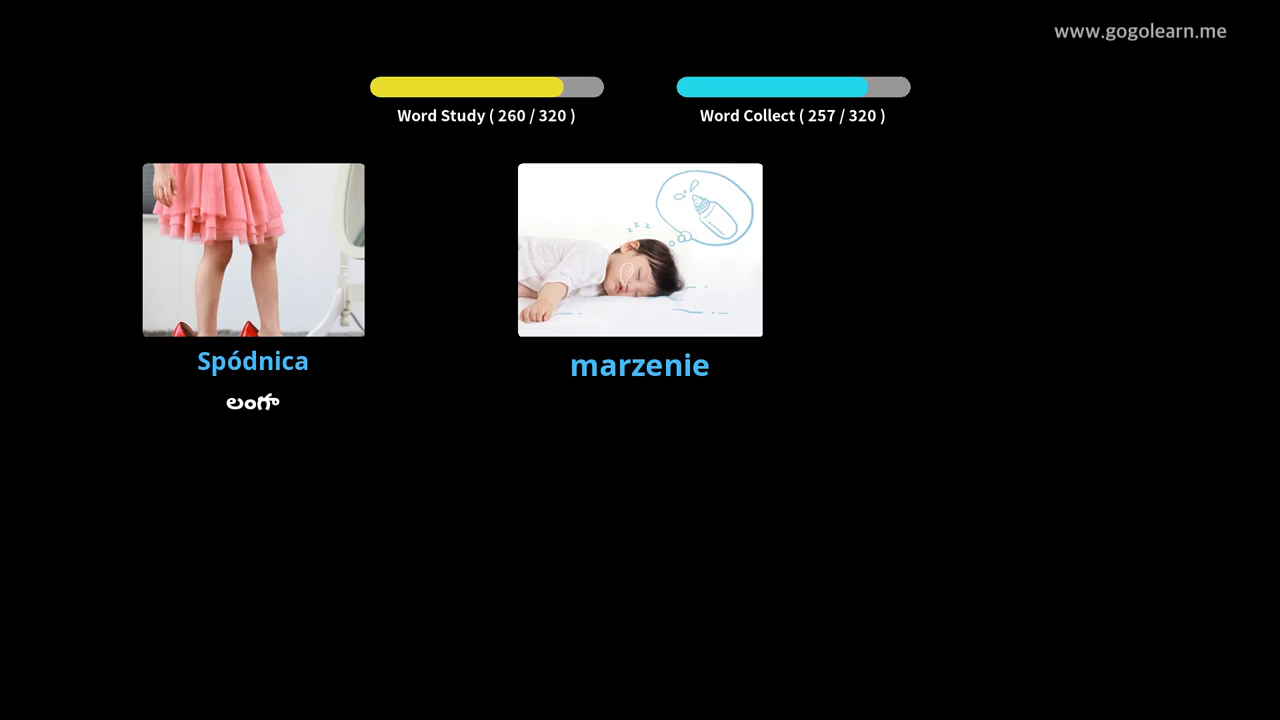 www.gogolearn.me
Word Study ( 260 / 320 )
Word Collect ( 257 / 320 )
Spódnica
లంగా
marzenie